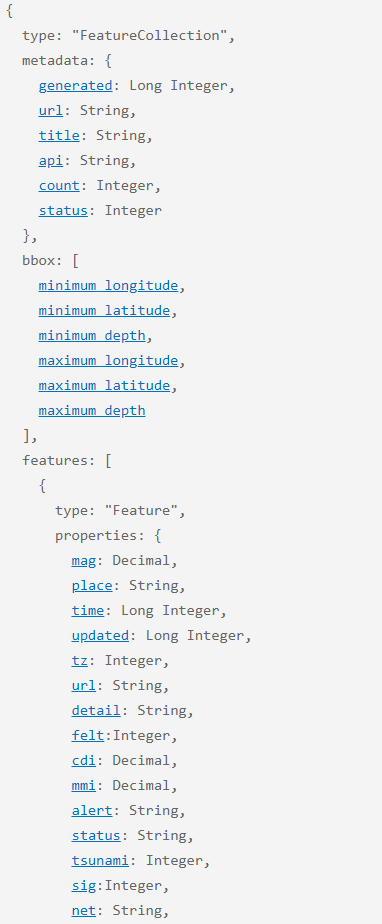 {
  type: "FeatureCollection",
  metadata: {
    generated: Long Integer,
    url: String,
    title: String,
    api: String,
    count: Integer,
    status: Integer
  },
  bbox: [
    minimum longitude,
    minimum latitude,
    minimum depth,
    maximum longitude,
    maximum latitude,
    maximum depth
  ],
  features: [
    {
      type: "Feature",
      properties: {
        mag: Decimal,
        place: String,
        time: Long Integer,
        updated: Long Integer,
        tz: Integer,
        url: String,
        detail: String,
        felt:Integer,
        cdi: Decimal,
        mmi: Decimal,
        alert: String,
        status: String,
        tsunami: Integer,
        sig:Integer,
        net: String,